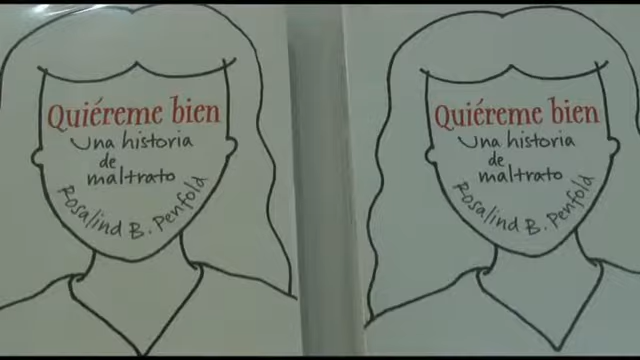 Quiéreme bien
Una historia
de
maltrato
Rosalind B. Penfold
Quiéreme bien
Una historia
de
maltrato
Rosalind B. Penfold